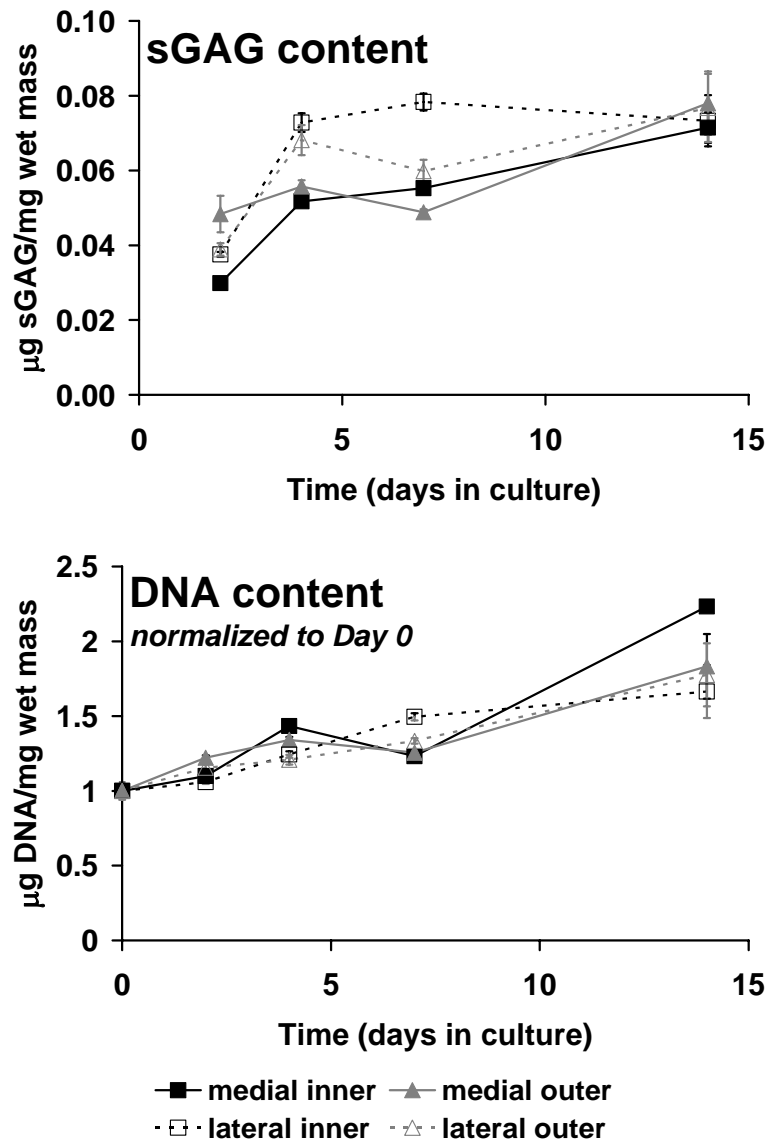 sGAG content
μg sGAG/mg wet mass
0.10
0.08
0.06
0.04
0.02
0.00
0 5 10 15
Time (days in culture)
DNA content
normalized to Day 0
μg DNA/mg wet mass
2.5
2
1.5
1
0.5
0
0 5 10 15
Time (days in culture)
medial inner medial outer
lateral inner lateral outer